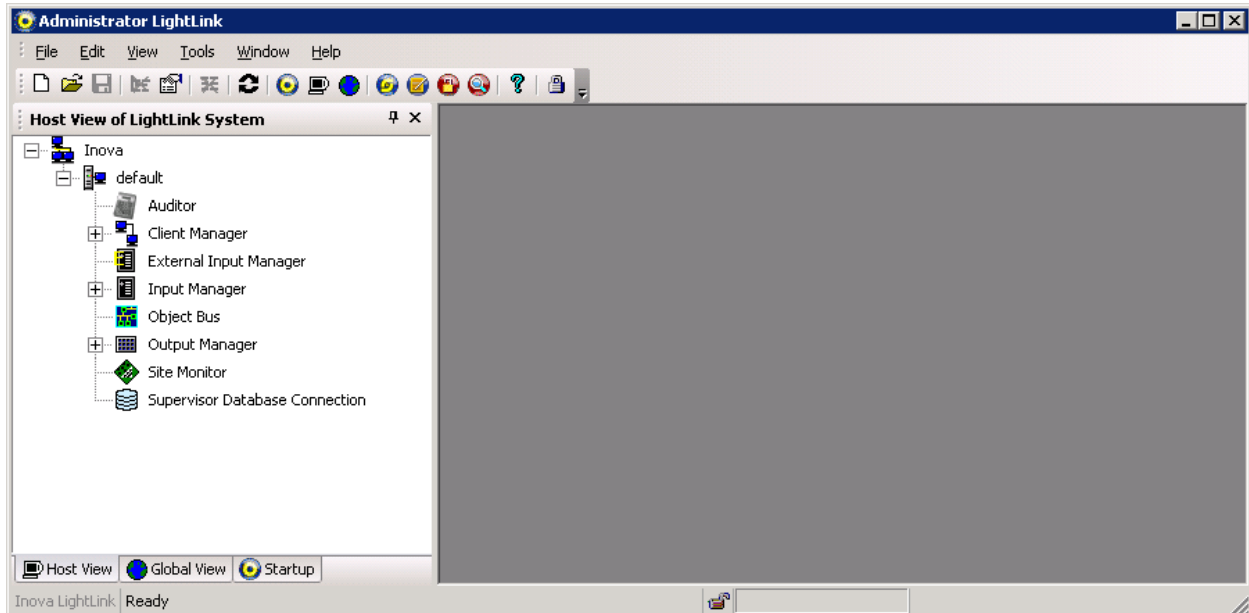 Administrator LightLink
File Edit View Tools Window Help
Host View of LightLink System
Inova
default
Auditor
Client Manager
External Input Manager
Input Manager
Object Bus
Output Manager
Site Monitor
Supervisor Database Connection
Host View Global View Startup
Inova LightLink Ready